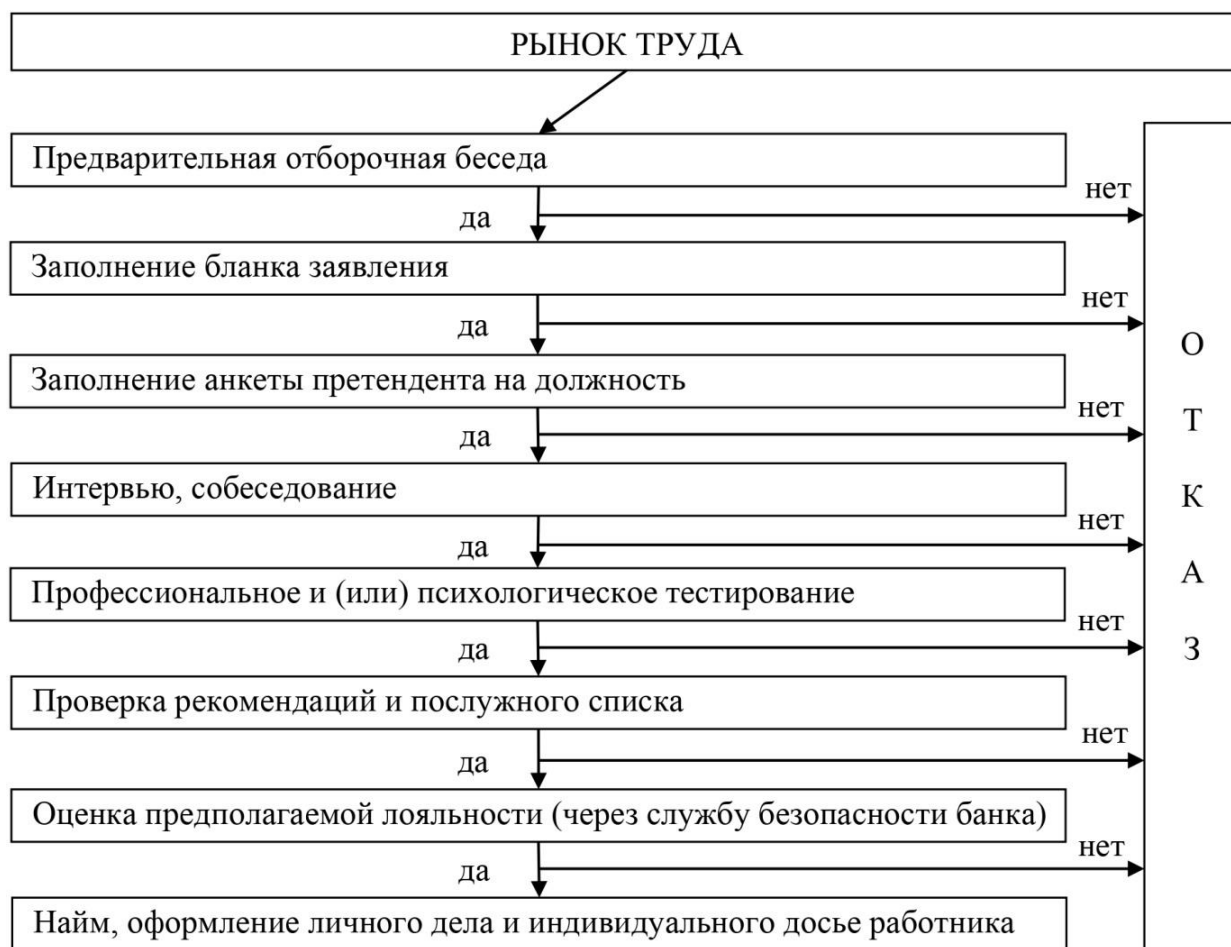 РЫНОК ТРУДА
Предварительная отборочная беседа
нет
да
Заполнение бланка заявления
нет
да
Заполнение анкеты претендента на должность
нет
да
Интервью, собеседование
нет
да
Профессиональное и (или) психологическое тестирование
нет
да
Проверка рекомендаций и послужного списка
нет
да
Оценка предполагаемой лояльности (через службу безопасности банка)
нет
да
Найм, оформление личного дела и индивидуального досье работника
О
Т
К
А
З